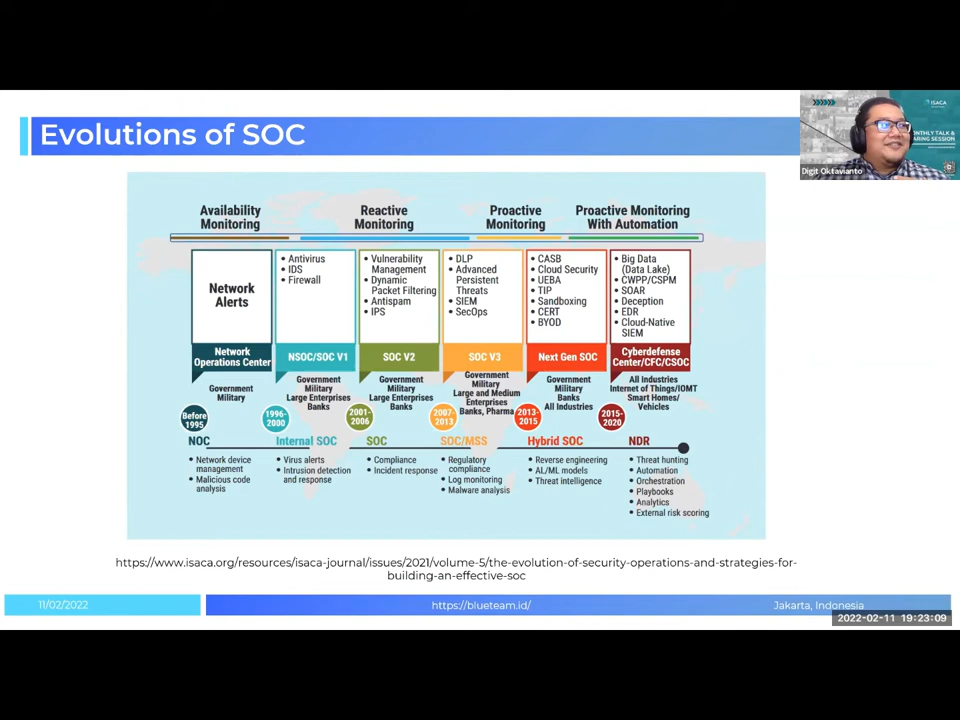 Evolutions of SOC
ISACA
MONTHLY TALK &
SHARING SESSION
Digit Oktavianto
Availability
Monitoring
Reactive
Monitoring
Proactive
Monitoring
Proactive Monitoring
With Automation
Network
Alerts
• Antivirus
• IDS
• Firewall
• Vulnerability
Management
• Dynamic
Packet Filtering
• Antispam
• IPS
• DLP
• Advanced
Persistent
Threats
• SIEM
• SecOps
• CASB
• Cloud Security
• UEBA
• TIP
• Sandboxing
• CERT
• BYOD
• Big Data
(Data Lake)
• CWPP/CSPM
• SOAR
• Deception
• EDR
• Cloud-Native
SIEM
Network
Operations Center
NSOC/SOC V1
SOC V2
SOC V3
Next Gen SOC
Cyberdefense
Center/CFC/CSOC
Government
Military
Government
Military
Large Enterprises
Banks
Government
Military
Large Enterprises
Banks
Government
Military
Large and Medium
Enterprises
Banks, Pharma
Government
Military
Banks
All Industries
All Industries
Internet of Things/IOMT
Smart Homes/
Vehicles
Before
1995
1996-
2000
2001-
2006
2007-
2013
2013-
2015
2015-
2020
NOC
Internal SOC
SOC
SOC/MSS
Hybrid SOC
NDR
• Network device
management
• Malicious code
analysis
• Virus alerts
• Intrusion detection
and response
• Compliance
• Incident response
• Regulatory
compliance
• Log monitoring
• Malware analysis
• Reverse engineering
• AL/ML models
• Threat intelligence
• Threat hunting
• Automation
• Orchestration
• Playbooks
• Analytics
• External risk scoring
https://www.isaca.org/resources/isaca-journal/issues/2021/volume-5/the-evolution-of-security-operations-and-strategies-for-
building-an-effective-soc
11/02/2022
https://blueteam.id/
Jakarta, Indonesia
2022-02-11 19:23:09